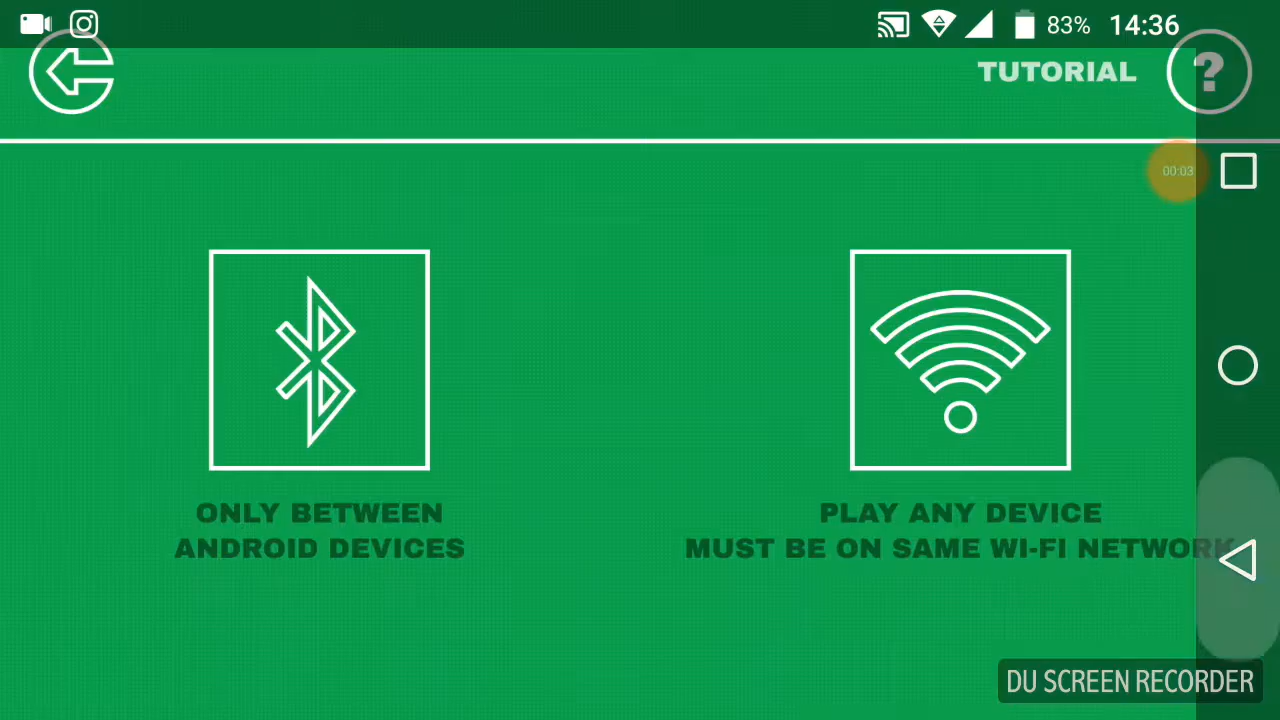 83% 14:36
TUTORIAL ?
00:03
ONLY BETWEEN
ANDROID DEVICES
PLAY ANY DEVICE
MUST BE ON SAME WI-FI NETWORK
DU SCREEN RECORDER